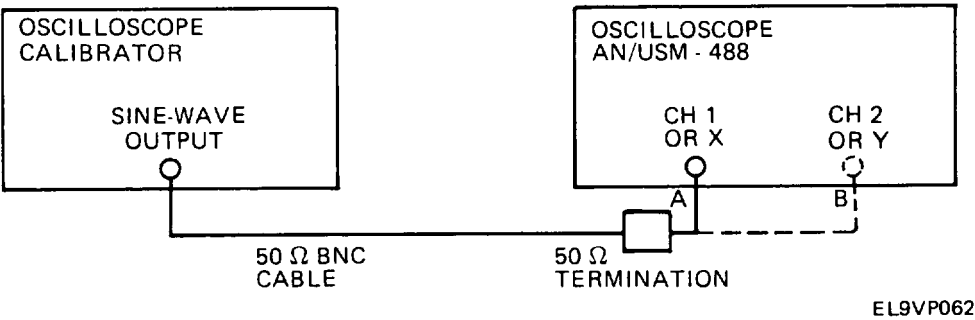 OSCILLOSCOPE
CALIBRATOR
SINE-WAVE
OUTPUT
OSCILLOSCOPE
AN/USM - 488
CH 1
OR X
CH 2
OR Y
A
B
50 Ω BNC
CABLE
50 Ω
TERMINATION
EL9VP062